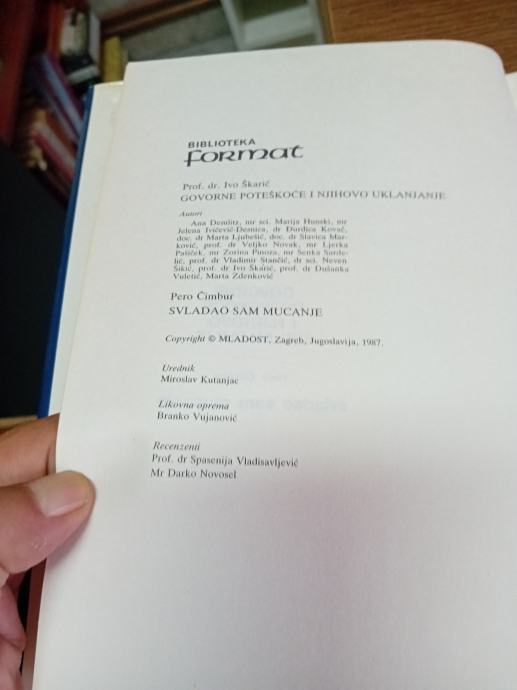 BIBLIOTEKA
format
Prof. dr. Ivo Škarić
GOVORNE POTEŠKOĆE I NJIHOVO UKLANJANJE
Autori
Ana Demlitz, mr sci. Marija Hunski, mr
Jelena Ivičević-Desnica, dr Đurđica Kovač,
doc. dr Marta Ljubešić, doc. dr Slavica Mar-
ković, prof. dr Veljko Novak, mr Ljerka
Paliček, mr Zorina Pinoza, mr Senka Sarde-
lić, prof. dr Vladimir Stančić, dr sci. Neven
Šikić, prof. dr Ivo Škarić, prof. dr Dušanka
Vuletić, Marta Zdenković
Pero Čimbur
SVLADAO SAM MUCANJE
Copyright © MLADOST, Zagreb, Jugoslavija, 1987.
Urednik
Miroslav Kutanjac
Likovna oprema
Branko Vujanović
Recenzenti
Prof. dr Spasenija Vladisavljević
Mr Darko Novosel